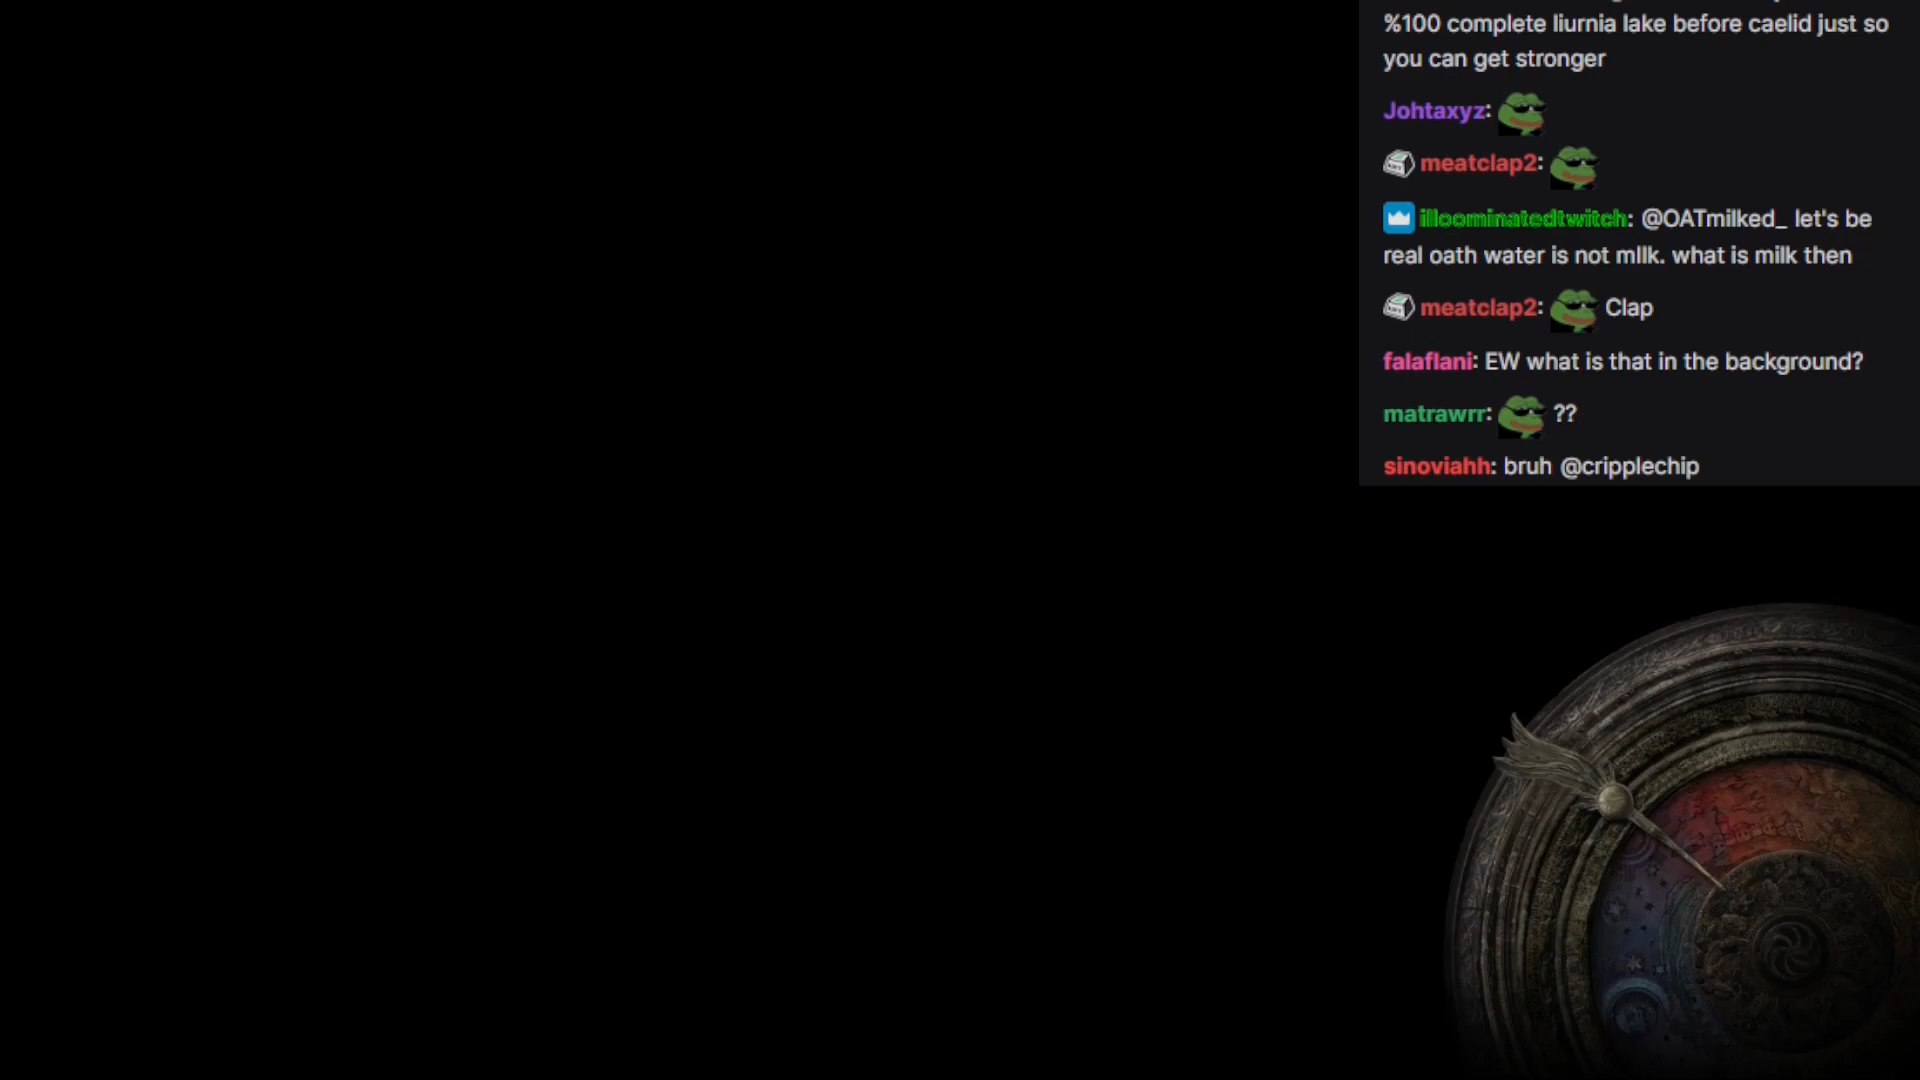 %100 complete liurnia lake before caelid just so
you can get stronger
Johtaxyz:
meatclap2:
illoominatedtwitch: @OATmilked_ let's be
real oath water is not mIlk. what is milk then
meatclap2: Clap
falaflani: EW what is that in the background?
matrawrr: ??
sinoviahh: bruh @cripplechip